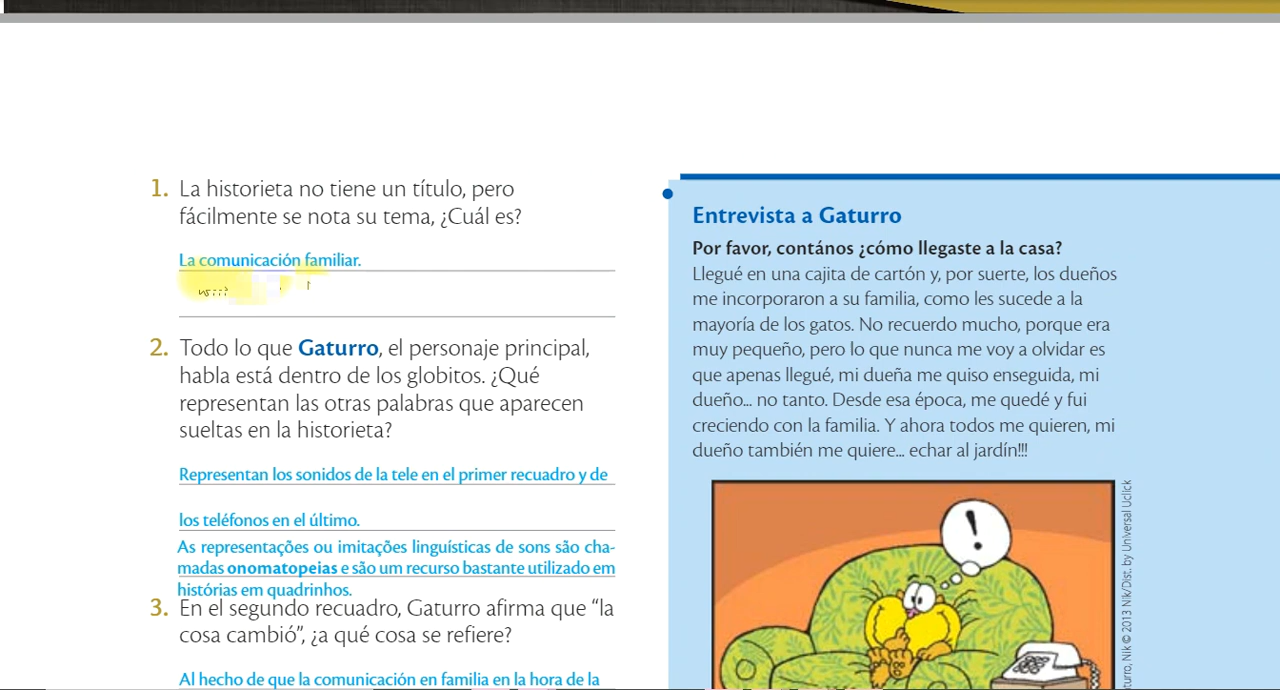 1. La historieta no tiene un título, pero
fácilmente se nota su tema, ¿Cuál es?
La comunicación familiar.
2. Todo lo que Gaturro, el personaje principal,
habla está dentro de los globitos. ¿Qué
representan las otras palabras que aparecen
sueltas en la historieta?
Representan los sonidos de la tele en el primer recuadro y de
los teléfonos en el último.
As representações ou imitações linguísticas de sons são cha-
madas onomatopeias e são um recurso bastante utilizado em
histórias em quadrinhos.
3. En el segundo recuadro, Gaturro afirma que “la
cosa cambió”, ¿a qué cosa se refiere?
Al hecho de que la comunicación en familia en la hora de la
Entrevista a Gaturro
Por favor, contános ¿cómo llegaste a la casa?
Llegué en una cajita de cartón y, por suerte, los dueños
me incorporaron a su familia, como les sucede a la
mayoría de los gatos. No recuerdo mucho, porque era
muy pequeño, pero lo que nunca me voy a olvidar es
que apenas llegué, mi dueña me quiso enseguida, mi
dueño... no tanto. Desde esa época, me quedé y fui
creciendo con la familia. Y ahora todos me quieren, mi
dueño también me quiere... echar al jardín!!!
!
turro, Nik © 2013 Nik/Dist. by Universal Uclick